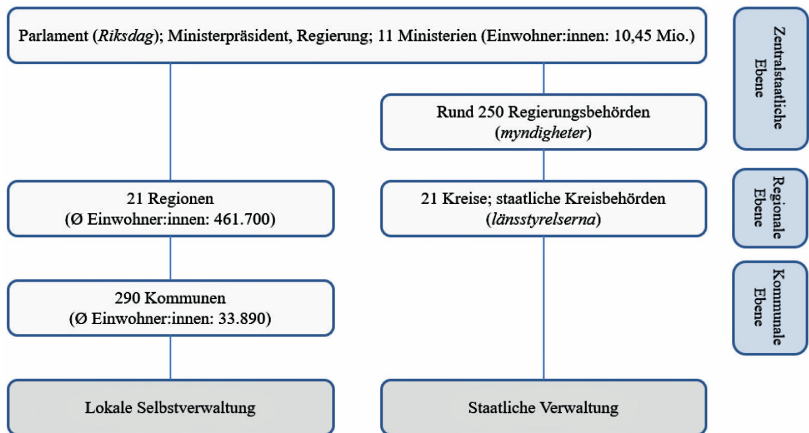 Parlament (Riksdag); Ministerpräsident, Regierung; 11 Ministerien (Einwohner:innen: 10,45 Mio.)
Zentralstaatliche
Ebene
Rund 250 Regierungsbehörden
(myndigheter)
21 Regionen
(Ø Einwohner:innen: 461.700)
21 Kreise; staatliche Kreisbehörden
(länsstyrelserna)
Regionale
Ebene
290 Kommunen
(Ø Einwohner:innen: 33.890)
Kommunale
Ebene
Lokale Selbstverwaltung
Staatliche Verwaltung